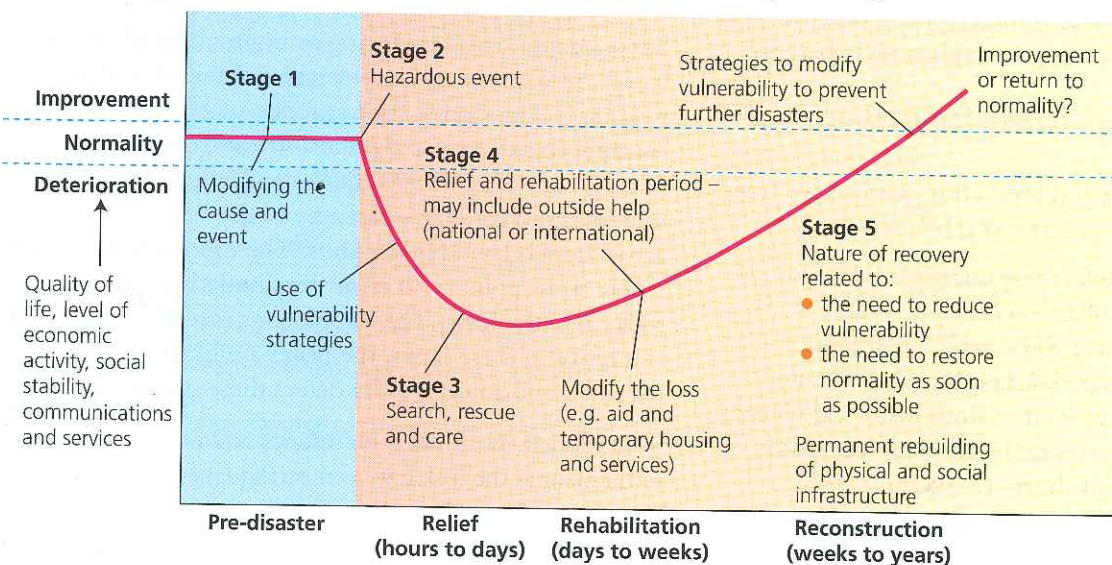 Improvement
Normality
Deterioration
Quality of
life, level of
economic
activity, social
stability,
communications
and services
Stage 1
Modifying the
cause and
event
Stage 2
Hazardous event
Use of
vulnerability
strategies
Stage 3
Search, rescue
and care
Stage 4
Relief and rehabilitation period –
may include outside help
(national or international)
Modify the loss
(e.g. aid and
temporary housing
and services)
Strategies to modify
vulnerability to prevent
further disasters
Improvement
or return to
normality?
Stage 5
Nature of recovery
related to:
● the need to reduce
vulnerability
● the need to restore
normality as soon
as possible
Permanent rebuilding
of physical and social
infrastructure
Pre-disaster
Relief
(hours to days)
Rehabilitation
(days to weeks)
Reconstruction
(weeks to years)